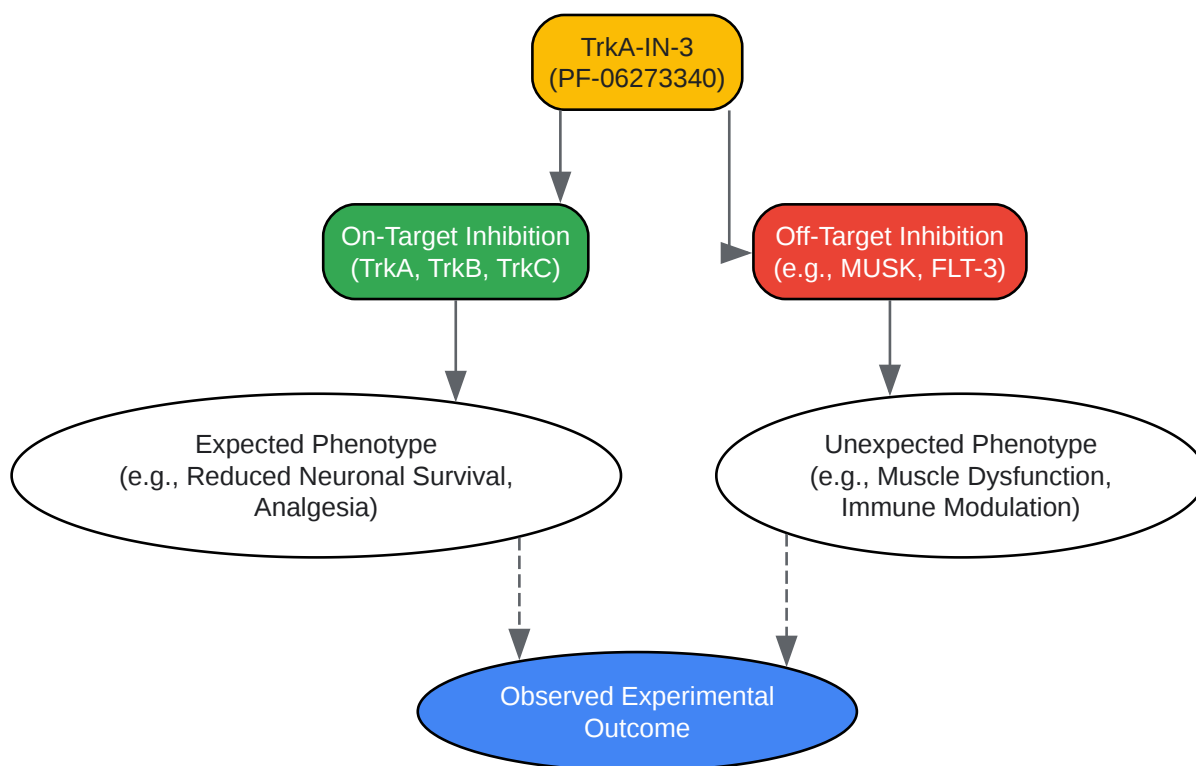 TrkA-IN-3
(PF-06273340)
On-Target Inhibition
(TrkA, TrkB, TrkC)
Off-Target Inhibition
(e.g., MUSK, FLT-3)
Expected Phenotype
(e.g., Reduced Neuronal Survival,
Analgesia)
Unexpected Phenotype
(e.g., Muscle Dysfunction,
Immune Modulation)
Observed Experimental
Outcome